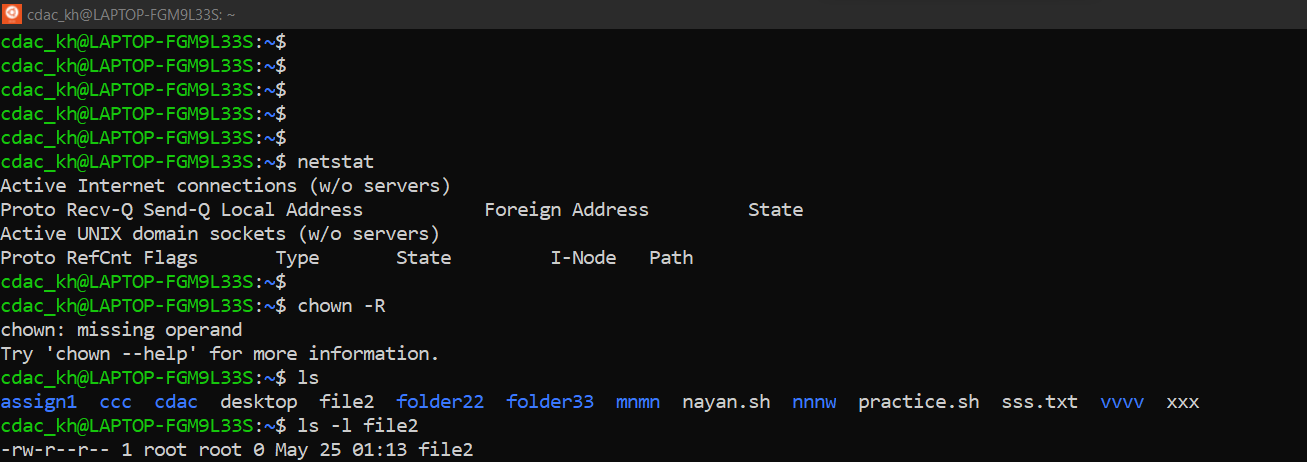 cdac_kh@LAPTOP-FGM9L33S: ~
cdac_kh@LAPTOP-FGM9L33S:~$
cdac_kh@LAPTOP-FGM9L33S:~$
cdac_kh@LAPTOP-FGM9L33S:~$
cdac_kh@LAPTOP-FGM9L33S:~$
cdac_kh@LAPTOP-FGM9L33S:~$
cdac_kh@LAPTOP-FGM9L33S:~$ netstat
Active Internet connections (w/o servers)
Proto Recv-Q Send-Q Local Address           Foreign Address         State
Active UNIX domain sockets (w/o servers)
Proto RefCnt Flags       Type       State         I-Node   Path
cdac_kh@LAPTOP-FGM9L33S:~$
cdac_kh@LAPTOP-FGM9L33S:~$ chown -R
chown: missing operand
Try 'chown --help' for more information.
cdac_kh@LAPTOP-FGM9L33S:~$ ls
assign1  ccc  cdac  desktop  file2  folder22  folder33  mnmn  nayan.sh  nnnw  practice.sh  sss.txt  vvvv  xxx
cdac_kh@LAPTOP-FGM9L33S:~$ ls -l file2
-rw-r--r-- 1 root root 0 May 25 01:13 file2